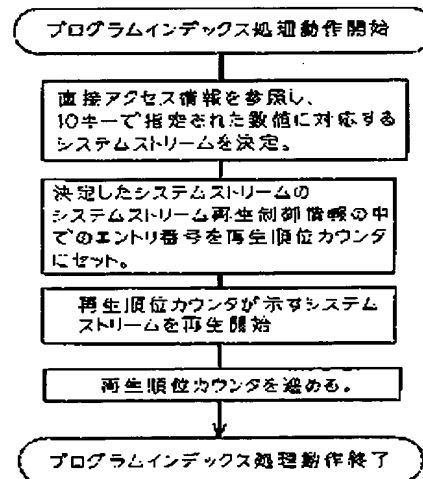 プログラムインデックス処理動作開始
直接アクセス情報を参照し、
10キーで指定された数値に対応する
システムストリームを決定。
決定したシステムストリームの
システムストリーム再生制御情報の中
でのエントリ番号を再生順位カウンタ
にセット。
再生順位カウンタが示すシステム
ストリームを再生開始
再生順位カウンタを進める。
プログラムインデックス処理動作終了